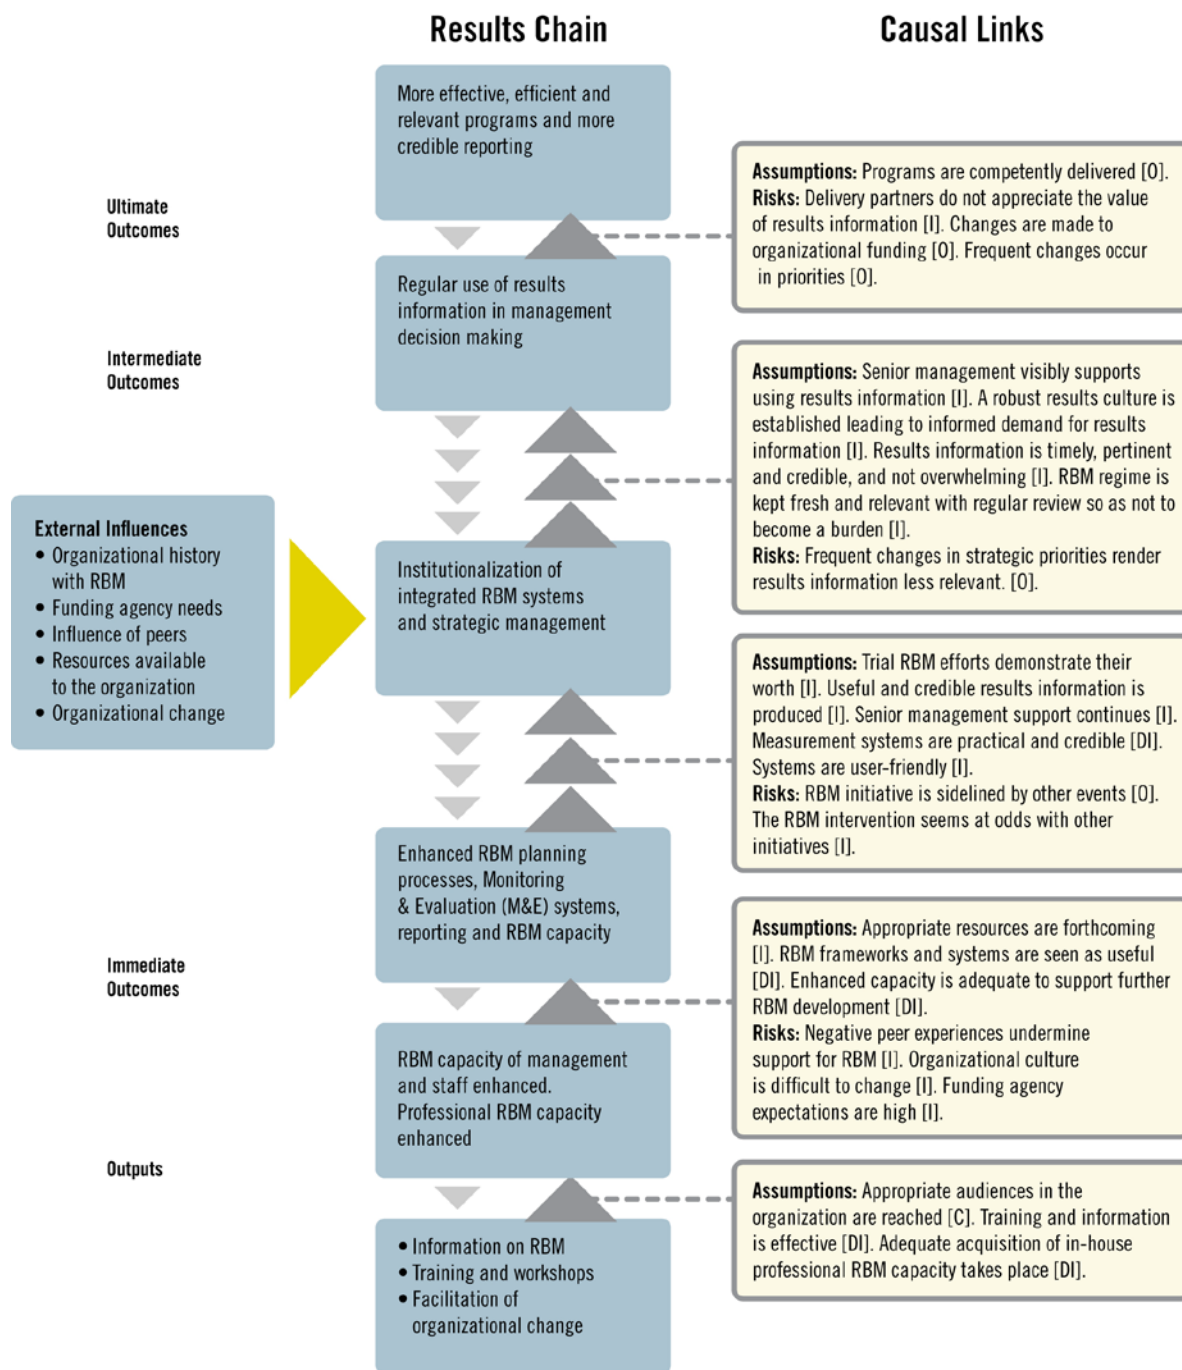 Results Chain
Causal Links
More effective, efficient and
relevant programs and more
credible reporting
Ultimate
Outcomes
Assumptions: Programs are competently delivered [O].
Risks: Delivery partners do not appreciate the value
of results information [I]. Changes are made to
organizational funding [O]. Frequent changes occur
in priorities [O].
Regular use of results
information in management
decision making
Intermediate
Outcomes
Assumptions: Senior management visibly supports
using results information [I]. A robust results culture is
established leading to informed demand for results
information [I]. Results information is timely, pertinent
and credible, and not overwhelming [I]. RBM regime is
kept fresh and relevant with regular review so as not to
become a burden [I].
Risks: Frequent changes in strategic priorities render
results information less relevant. [O].
External Influences
• Organizational history
with RBM
• Funding agency needs
• Influence of peers
• Resources available
to the organization
• Organizational change
Institutionalization of
integrated RBM systems
and strategic management
Assumptions: Trial RBM efforts demonstrate their
worth [I]. Useful and credible results information is
produced [I]. Senior management support continues [I].
Measurement systems are practical and credible [DI].
Systems are user-friendly [I].
Risks: RBM initiative is sidelined by other events [O].
The RBM intervention seems at odds with other
initiatives [I].
Enhanced RBM planning
processes, Monitoring
& Evaluation (M&E) systems,
reporting and RBM capacity
Immediate
Outcomes
Assumptions: Appropriate resources are forthcoming
[I]. RBM frameworks and systems are seen as useful
[DI]. Enhanced capacity is adequate to support further
RBM development [DI].
Risks: Negative peer experiences undermine
support for RBM [I]. Organizational culture
is difficult to change [I]. Funding agency
expectations are high [I].
RBM capacity of management
and staff enhanced.
Professional RBM capacity
enhanced
Outputs
Assumptions: Appropriate audiences in the
organization are reached [C]. Training and information
is effective [DI]. Adequate acquisition of in-house
professional RBM capacity takes place [DI].
• Information on RBM
• Training and workshops
• Facilitation of
organizational change